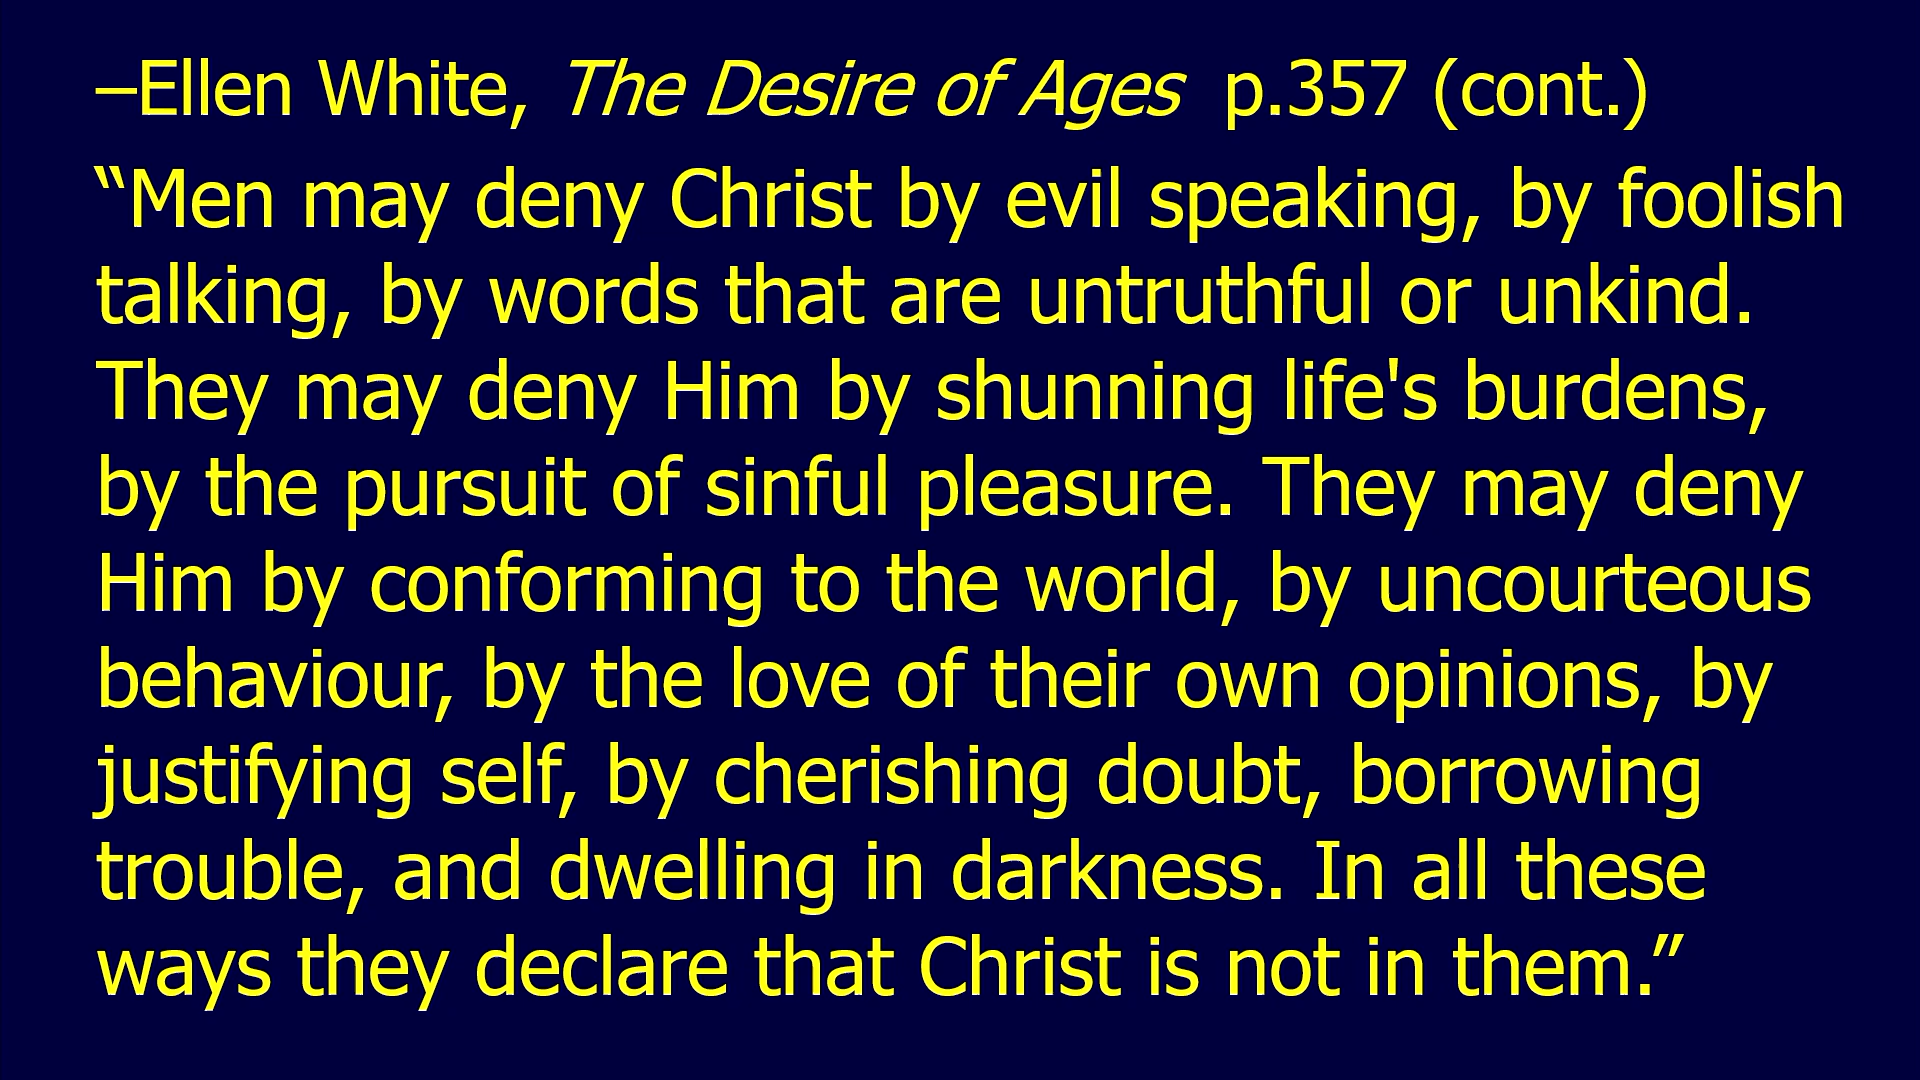 –Ellen White, The Desire of Ages p.357 (cont.)
“Men may deny Christ by evil speaking, by foolish
talking, by words that are untruthful or unkind.
They may deny Him by shunning life's burdens,
by the pursuit of sinful pleasure. They may deny
Him by conforming to the world, by uncourteous
behaviour, by the love of their own opinions, by
justifying self, by cherishing doubt, borrowing
trouble, and dwelling in darkness. In all these
ways they declare that Christ is not in them.”